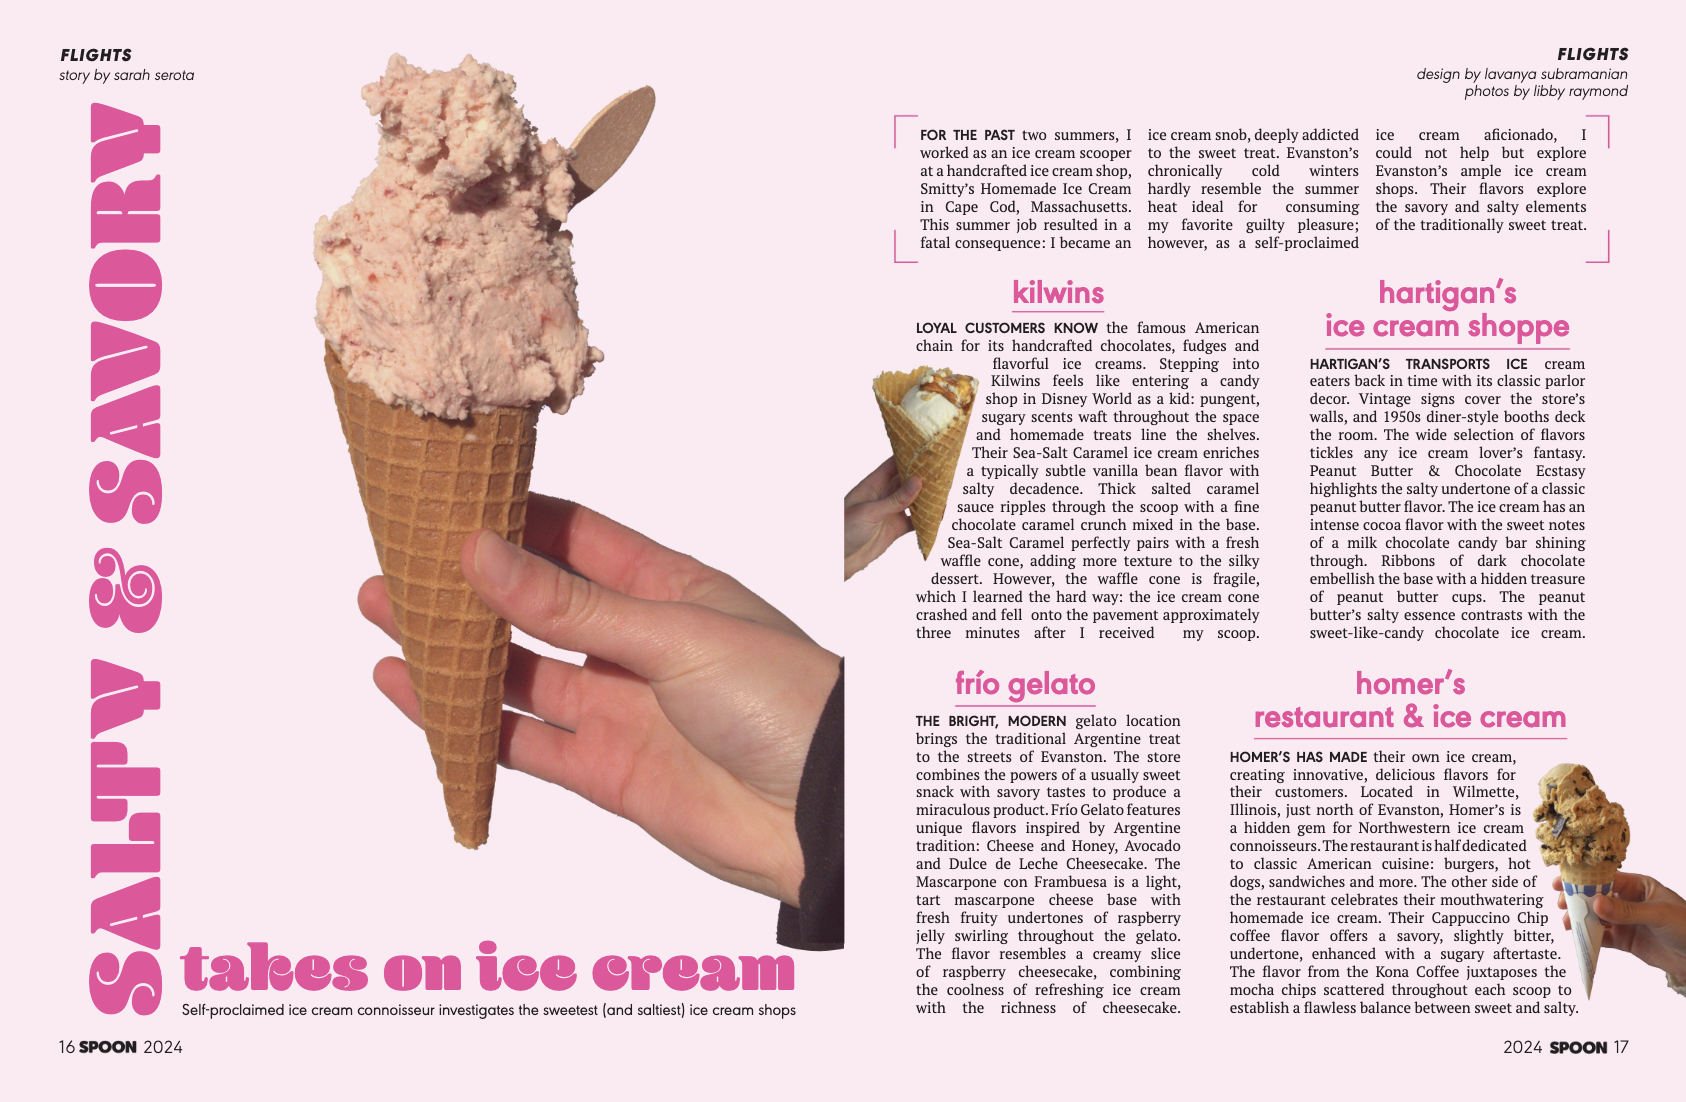 FLIGHTS
story by sarah serota
SALTY & SAVORY
takes on ice cream
Self-proclaimed ice cream connoisseur investigates the sweetest (and saltiest) ice cream shops
16 SPOON 2024
FLIGHTS
design by lavanya subramanian
photos by libby raymond
FOR THE PAST two summers, I
worked as an ice cream scooper
at a handcrafted ice cream shop,
Smitty's Homemade Ice Cream
in Cape Cod, Massachusetts.
This summer job resulted in a
fatal consequence: I became an
ice cream snob, deeply addicted
to the sweet treat. Evanston's
chronically cold winters
hardly resemble the summer
heat ideal for consuming
my favorite guilty pleasure;
however, as a self-proclaimed
ice cream aficionado, I
could not help but explore
Evanston's ample ice cream
shops. Their flavors explore
the savory and salty elements
of the traditionally sweet treat.
kilwins
LOYAL CUSTOMERS KNOW the famous American
chain for its handcrafted chocolates, fudges and
flavorful ice creams. Stepping into
Kilwins feels like entering a candy
shop in Disney World as a kid: pungent,
sugary scents waft throughout the space
and homemade treats line the shelves.
Their Sea-Salt Caramel ice cream enriches
a typically subtle vanilla bean flavor with
salty decadence. Thick salted caramel
sauce ripples through the scoop with a fine
chocolate caramel crunch mixed in the base.
Sea-Salt Caramel perfectly pairs with a fresh
waffle cone, adding more texture to the silky
dessert. However, the waffle cone is fragile,
which I learned the hard way: the ice cream cone
crashed and fell onto the pavement approximately
three minutes after I received my scoop.
hartigan's
ice cream shoppe
HARTIGAN'S TRANSPORTS ICE cream
eaters back in time with its classic parlor
decor. Vintage signs cover the store's
walls, and 1950s diner-style booths deck
the room. The wide selection of flavors
tickles any ice cream lover's fantasy.
Peanut Butter & Chocolate Ecstasy
highlights the salty undertone of a classic
peanut butter flavor. The ice cream has an
intense cocoa flavor with the sweet notes
of a milk chocolate candy bar shining
through. Ribbons of dark chocolate
embellish the base with a hidden treasure
of peanut butter cups. The peanut
butter's salty essence contrasts with the
sweet-like-candy chocolate ice cream.
frío gelato
THE BRIGHT, MODERN gelato location
brings the traditional Argentine treat
to the streets of Evanston. The store
combines the powers of a usually sweet
snack with savory tastes to produce a
miraculous product. Frío Gelato features
unique flavors inspired by Argentine
tradition: Cheese and Honey, Avocado
and Dulce de Leche Cheesecake. The
Mascarpone con Frambuesa is a light,
tart mascarpone cheese base with
fresh fruity undertones of raspberry
jelly swirling throughout the gelato.
The flavor resembles a creamy slice
of raspberry cheesecake, combining
the coolness of refreshing ice cream
with the richness of cheesecake.
homer's
restaurant & ice cream
HOMER'S HAS MADE their own ice cream,
creating innovative, delicious flavors for
their customers. Located in Wilmette,
Illinois, just north of Evanston, Homer's is
a hidden gem for Northwestern ice cream
connoisseurs. The restaurant is half dedicated
to classic American cuisine: burgers, hot
dogs, sandwiches and more. The other side of
the restaurant celebrates their mouthwatering
homemade ice cream. Their Cappuccino Chip
coffee flavor offers a savory, slightly bitter,
undertone, enhanced with a sugary aftertaste.
The flavor from the Kona Coffee juxtaposes the
mocha chips scattered throughout each scoop to
establish a flawless balance between sweet and salty.
2024 SPOON 17